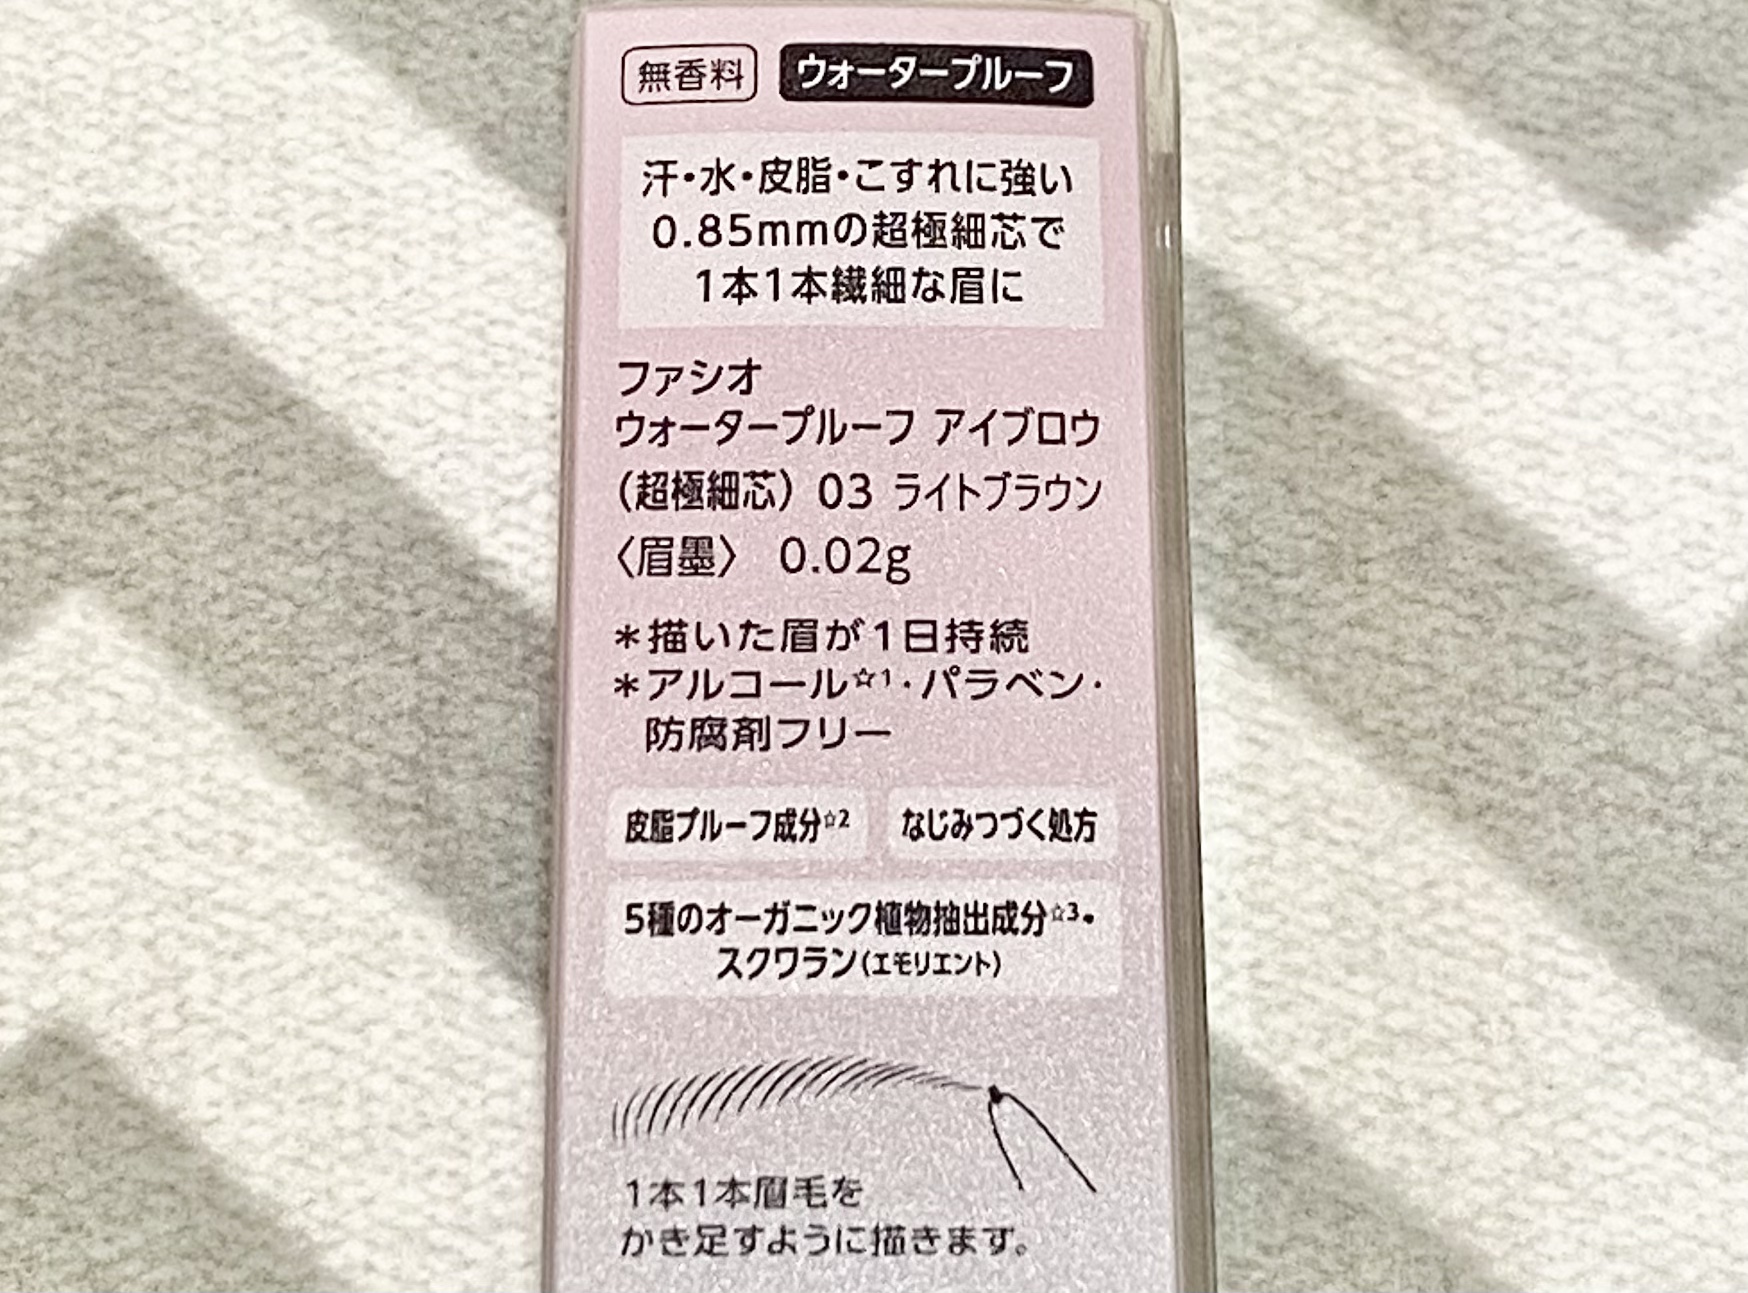 無香料 ウォータープルーフ
汗・水・皮脂・こすれに強い
0.85mmの超極細芯で
1本1本繊細な眉に
ファシオ
ウォータープルーフ アイブロウ
（超極細芯）03 ライトブラウン
〈眉墨〉 0.02g
＊描いた眉が1日持続
＊アルコール☆1・パラベン・
防腐剤フリー
皮脂プルーフ成分☆2 なじみつづく処方
5種のオーガニック植物抽出成分☆3・
スクワラン（エモリエント）
1本1本眉毛を
かき足すように描きます。